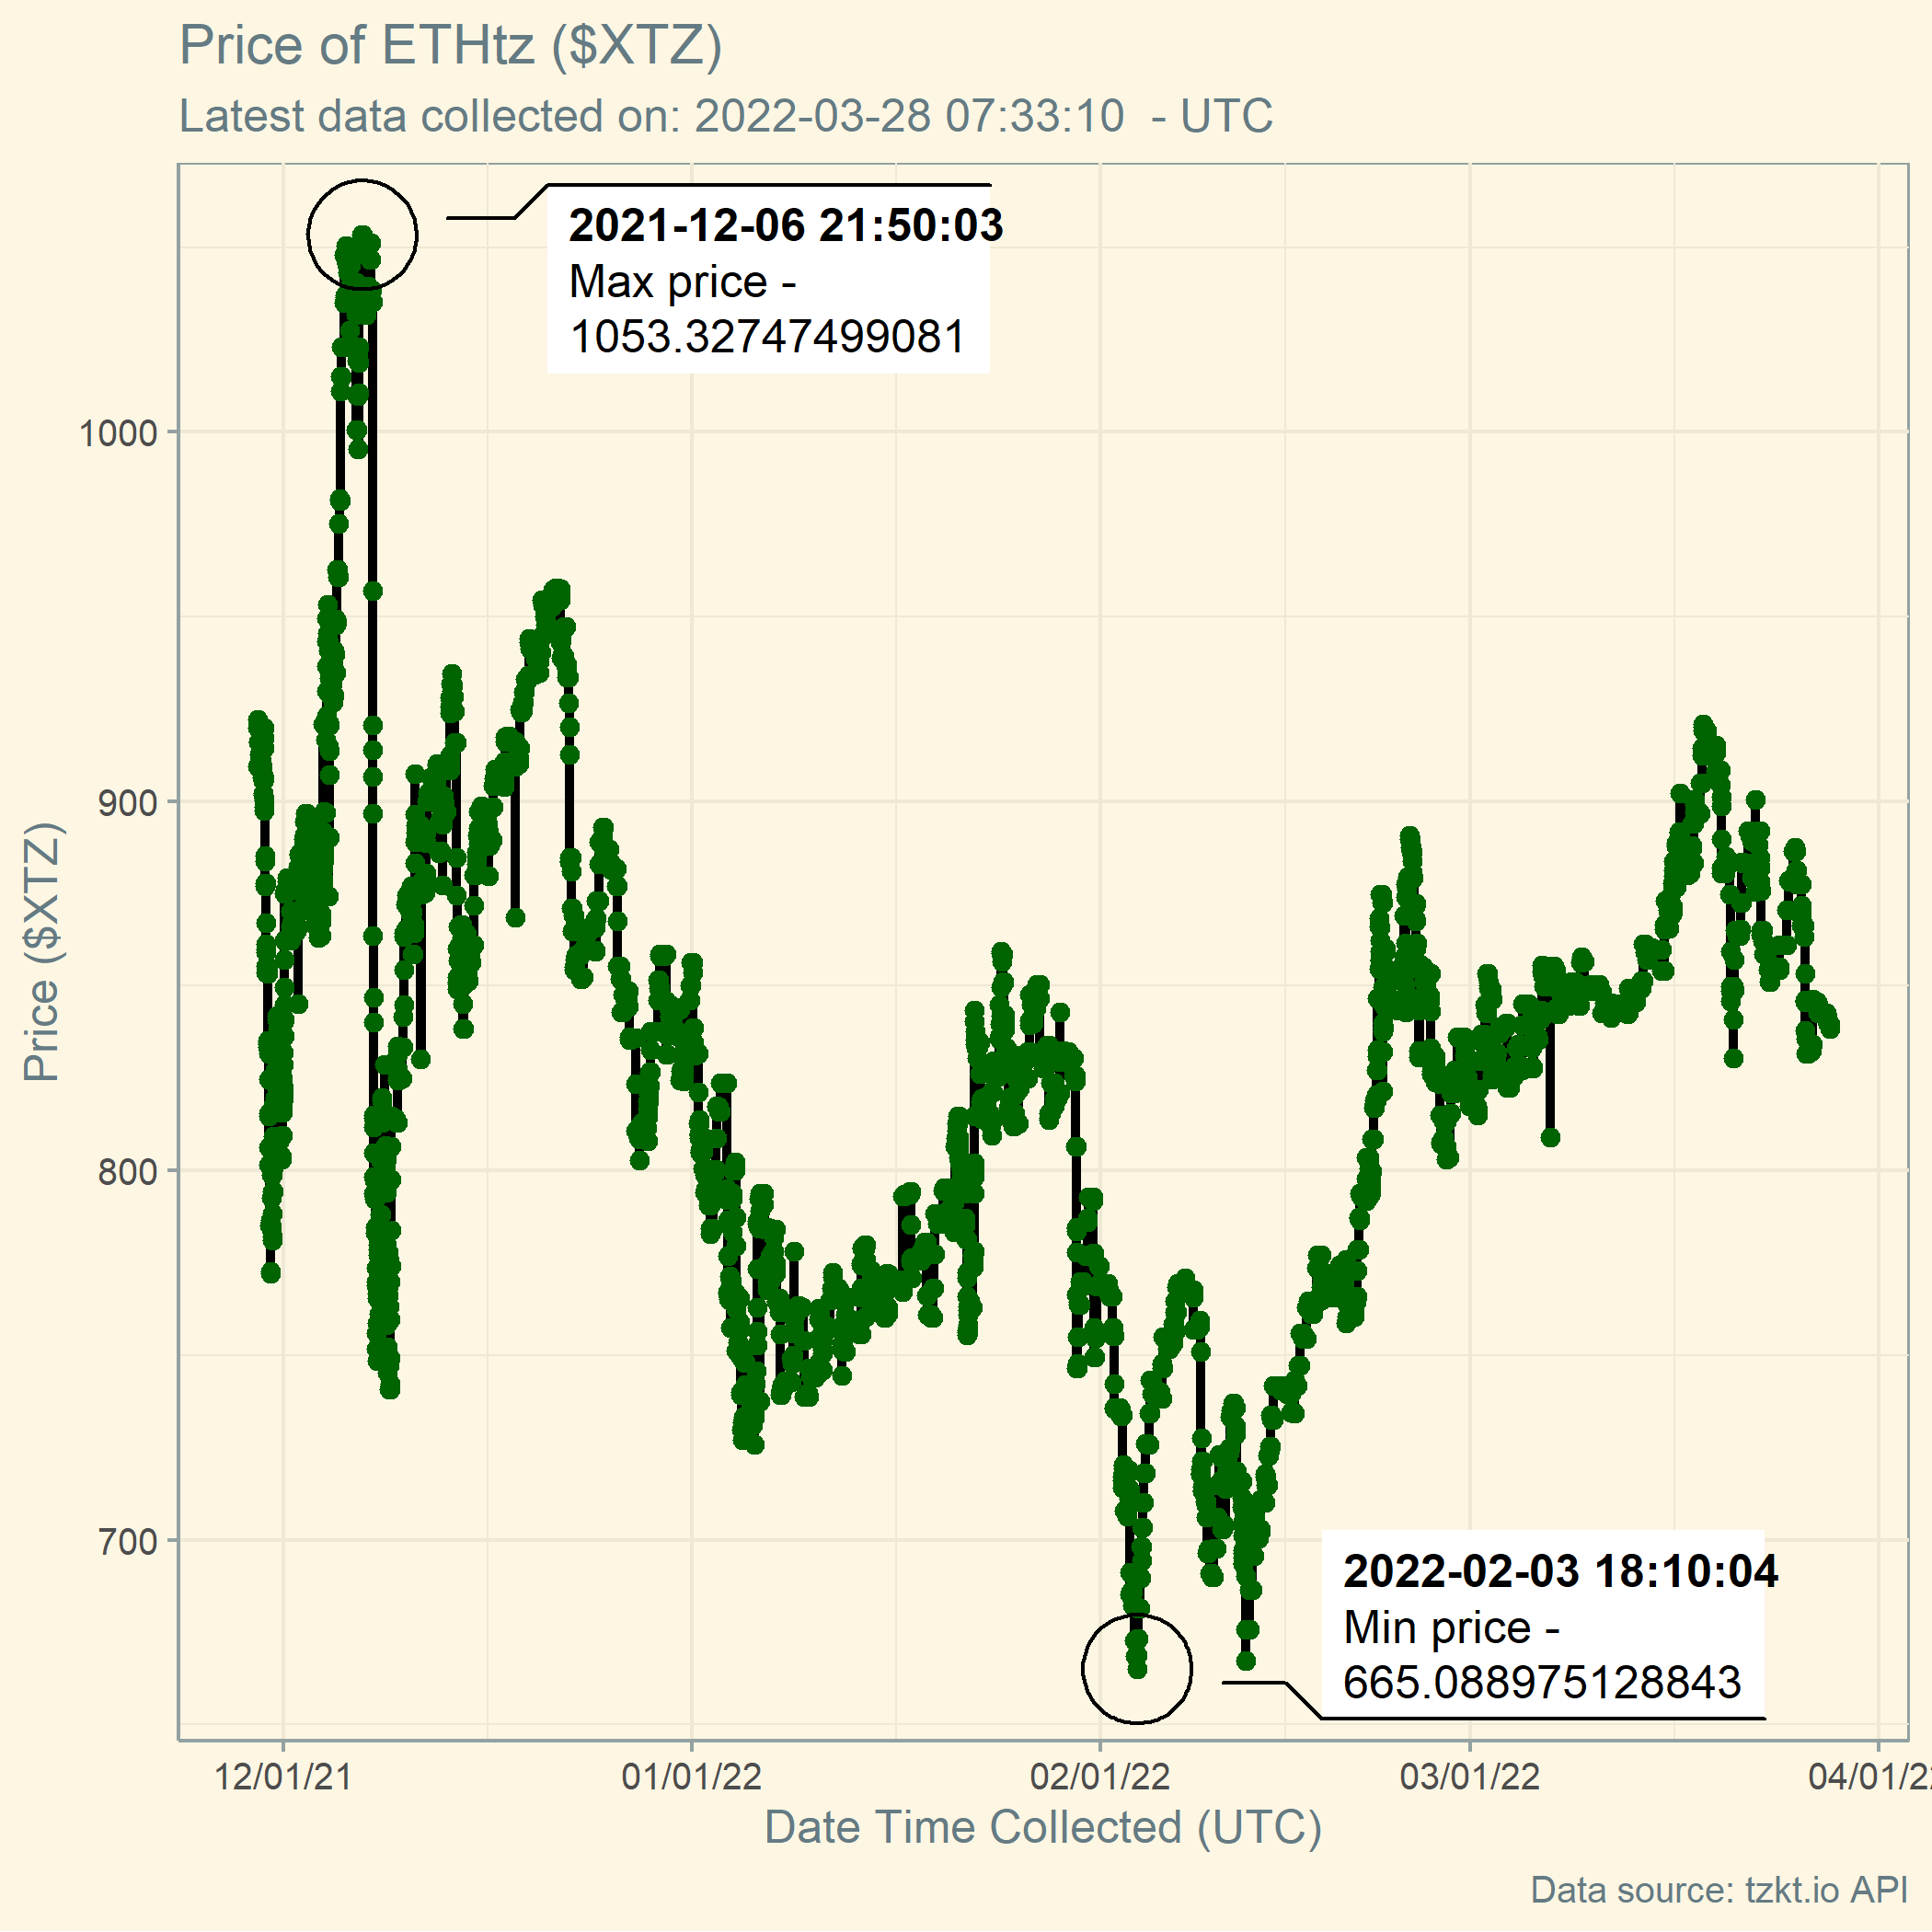 Price of ETHtz ($XTZ)
Latest data collected on: 2022-03-28 07:33:10  - UTC
2021-12-06 21:50:03
Max price -
1053.32747499081
1000
900
800
700
Price ($XTZ)
2022-02-03 18:10:04
Min price -
665.088975128843
12/01/21 01/01/22 02/01/22 03/01/22 04/01/2
Date Time Collected (UTC)
Data source: tzkt.io API